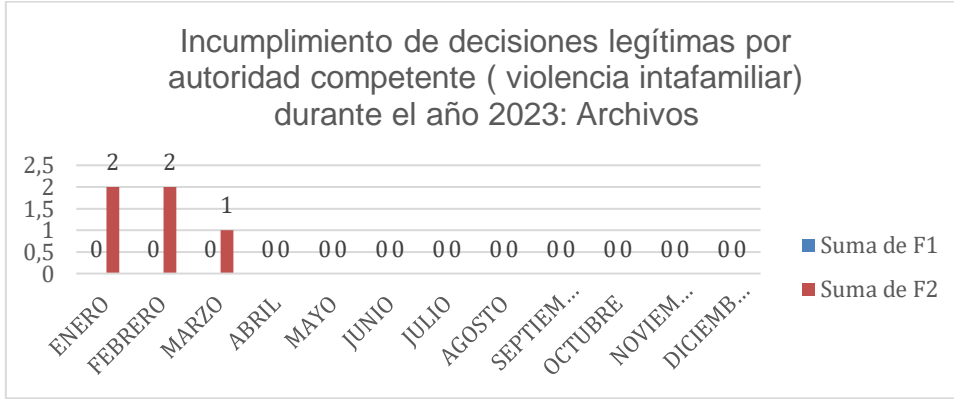 Incumplimiento de decisiones legítimas por
autoridad competente ( violencia intafamiliar)
durante el año 2023: Archivos
2,5
2
1,5
1
0,5
0
2
2
1
0
0
0
0 0
0 0
0 0
0 0
0 0
0 0
0 0
0 0
0 0
ENERO
FEBRERO
MARZO
ABRIL
MAYO
JUNIO
JULIO
AGOSTO
SEPTIEM...
OCTUBRE
NOVIEM...
DICIEMB...
Suma de F1
Suma de F2